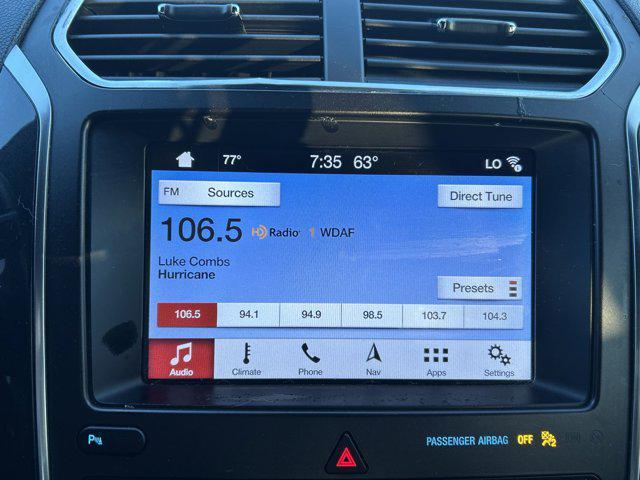 77° 7:35 63° LO
FM Sources Direct Tune
106.5 HD Radio 1 WDAF
Luke Combs
Hurricane
Presets
106.5 94.1 94.9 98.5 103.7 104.3
Audio Climate Phone Nav Apps Settings
P PASSENGER AIRBAG OFF 2